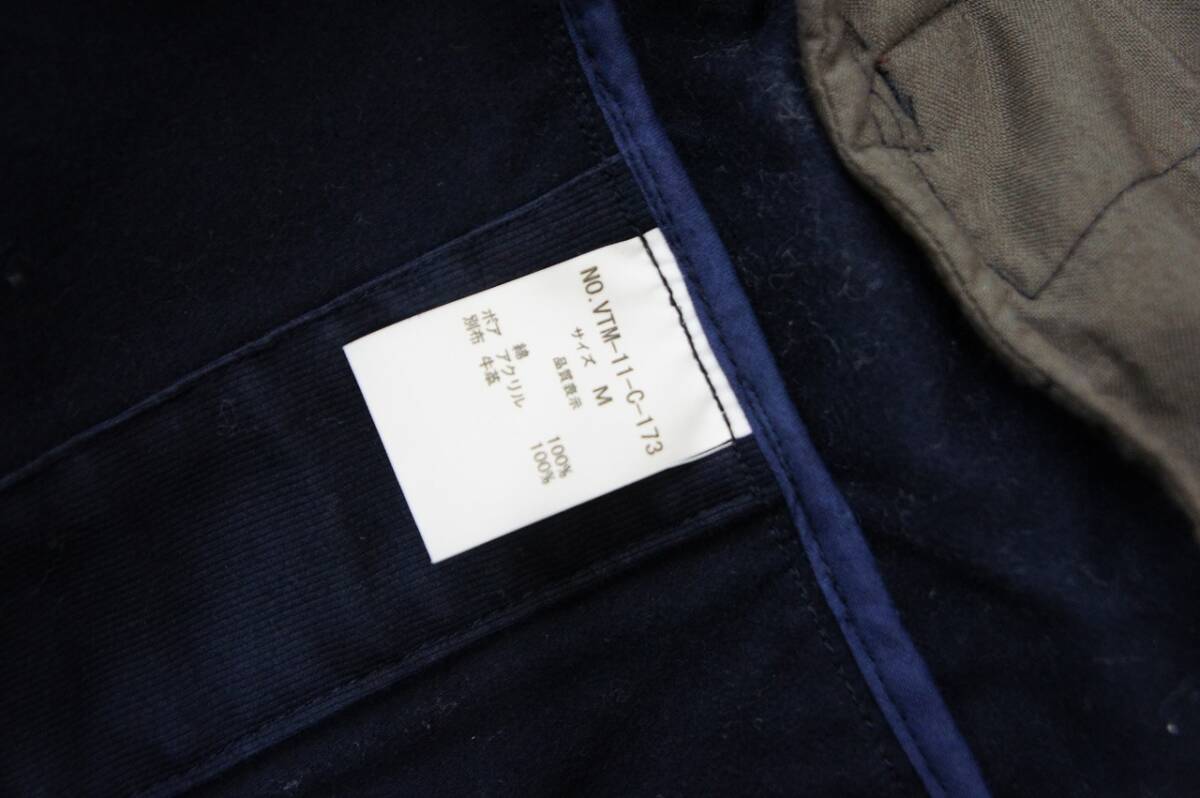 NO.VTM-11-C-173
サイズ M
品質表示
綿 100%
ボア アクリル 100%
別布 牛革